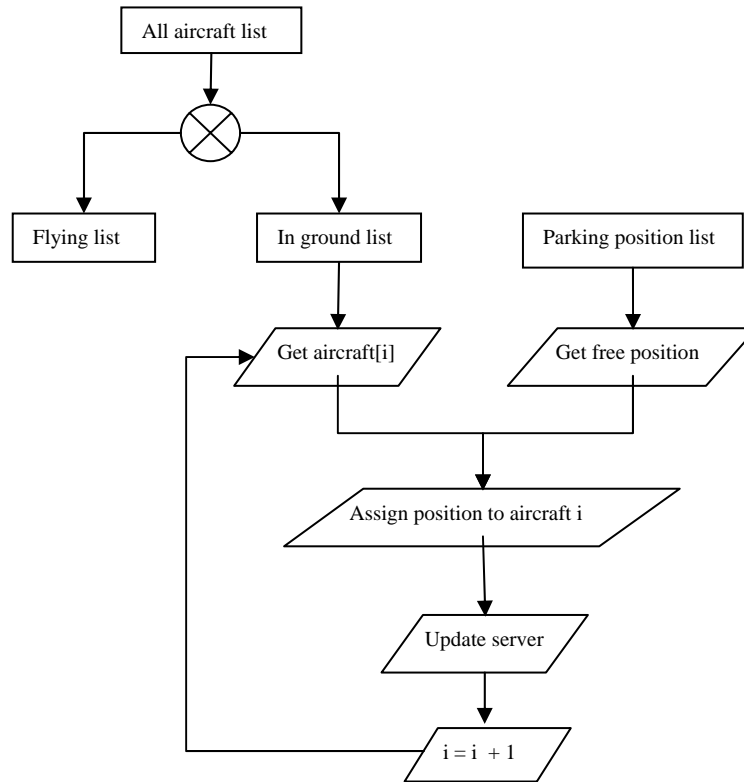 All aircraft list
Flying list
In ground list
Parking position list
Get aircraft[i]
Get free position
Assign position to aircraft i
Update server
i = i + 1